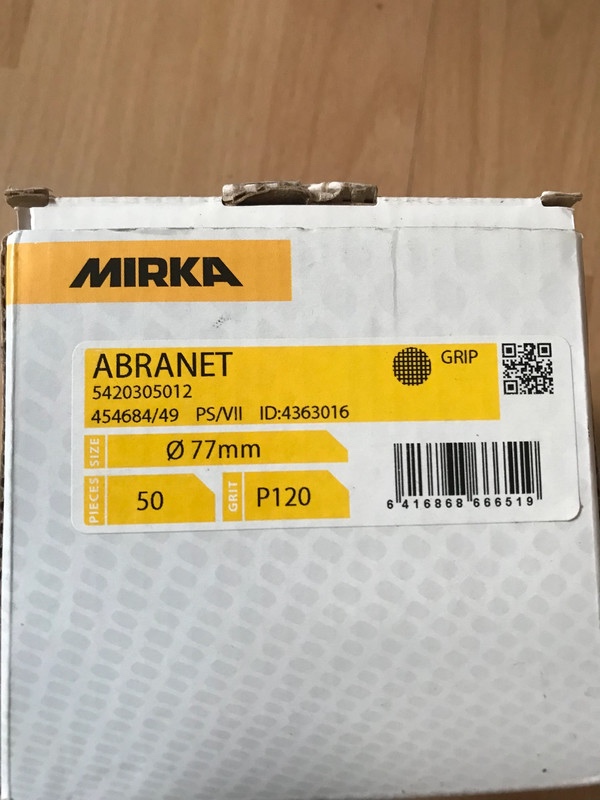 MIRKA
ABRANET
GRIP
5420305012
454684/49 PS/VII ID:4363016
SIZE Ø 77mm
PIECES 50 GRIT P120
6 416868 666519